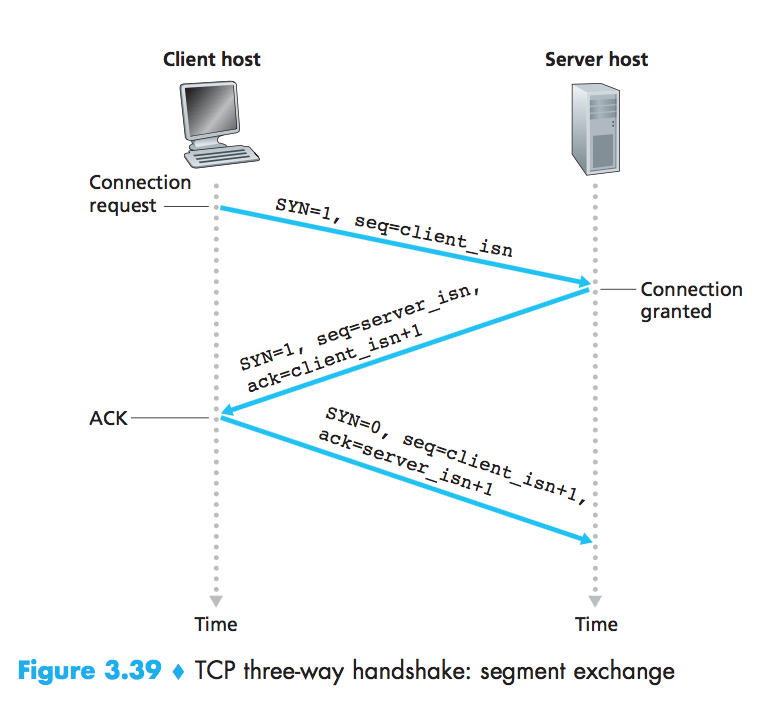 Client host
Server host
Connection
request
SYN=1, seq=client_isn
Connection
granted
SYN=1, seq=server_isn,
ack=client_isn+1
ACK
SYN=0, seq=client_isn+1,
ack=server_isn+1
Time
Time
Figure 3.39 ♦ TCP three-way handshake: segment exchange